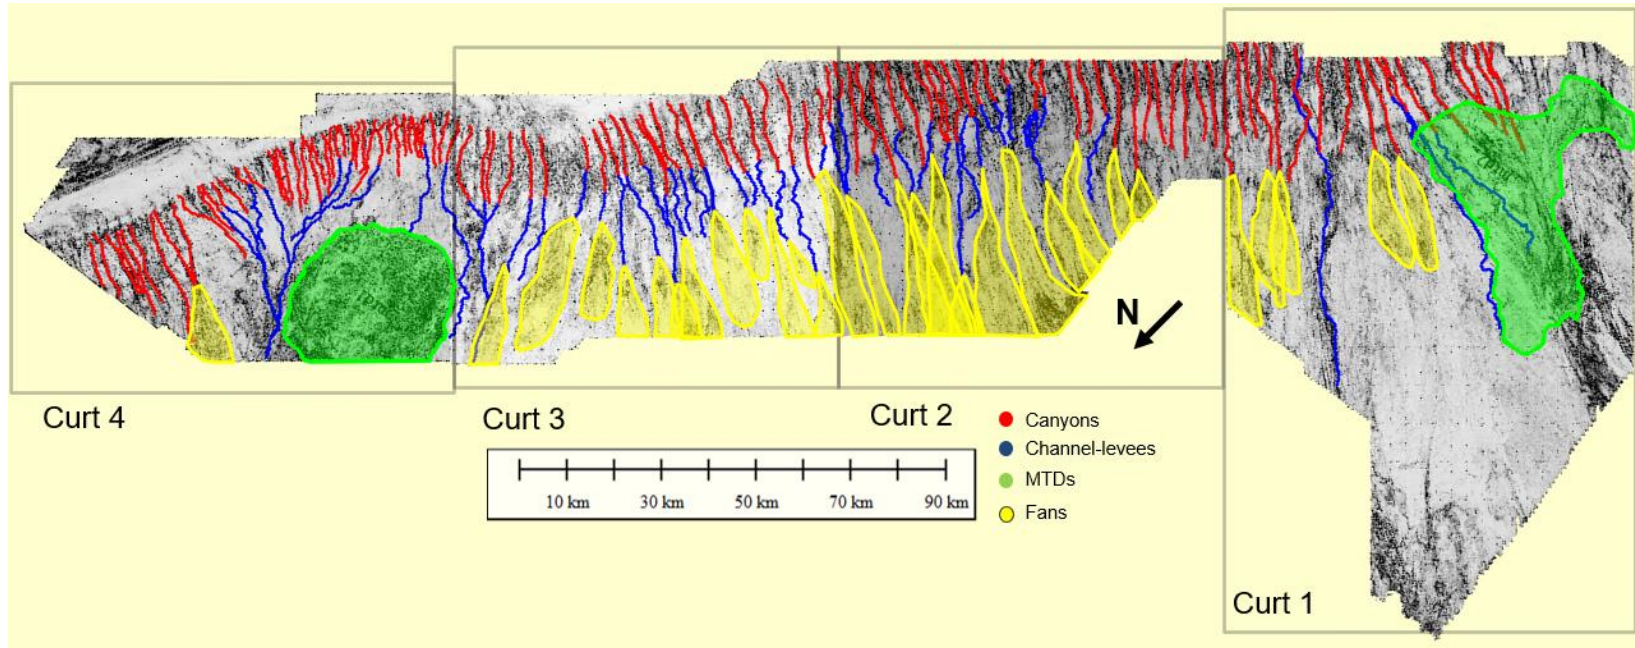 N
Curt 4
Curt 3
Curt 2
Canyons
Channel-levees
MTDs
Fans
10 km 30 km 50 km 70 km 90 km
Curt 1